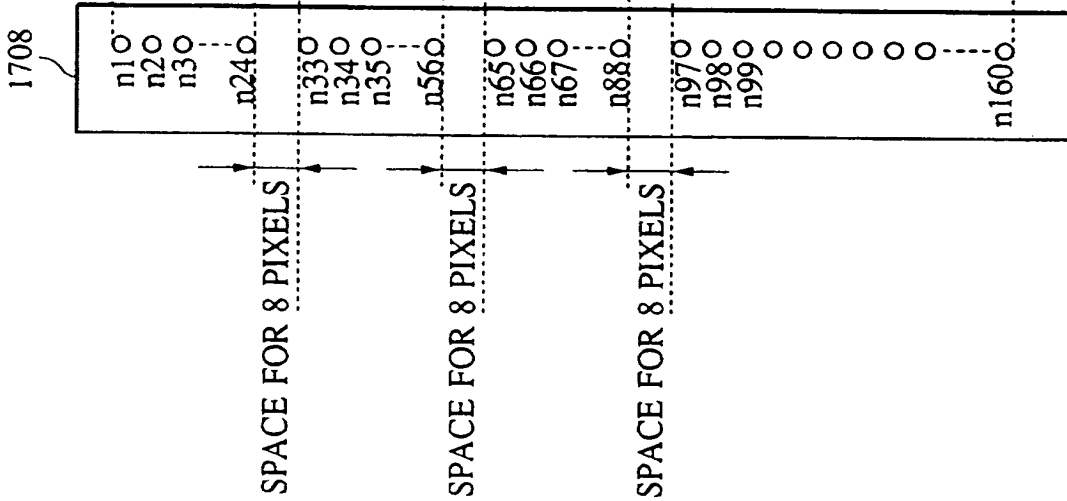 1708
n1
n2
n3
n24
SPACE FOR 8 PIXELS
n33
n34
n35
n56
SPACE FOR 8 PIXELS
n65
n66
n67
n88
SPACE FOR 8 PIXELS
n97
n98
n99
n160